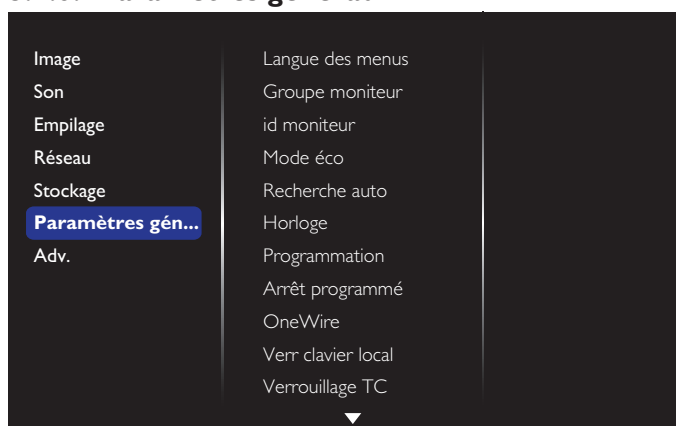 Image
Son
Empilage
Réseau
Stockage
Paramètres gén...
Adv.
Langue des menus
Groupe moniteur
id moniteur
Mode éco
Recherche auto
Horloge
Programmation
Arrêt programmé
OneWire
Verr clavier local
Verrouillage TC